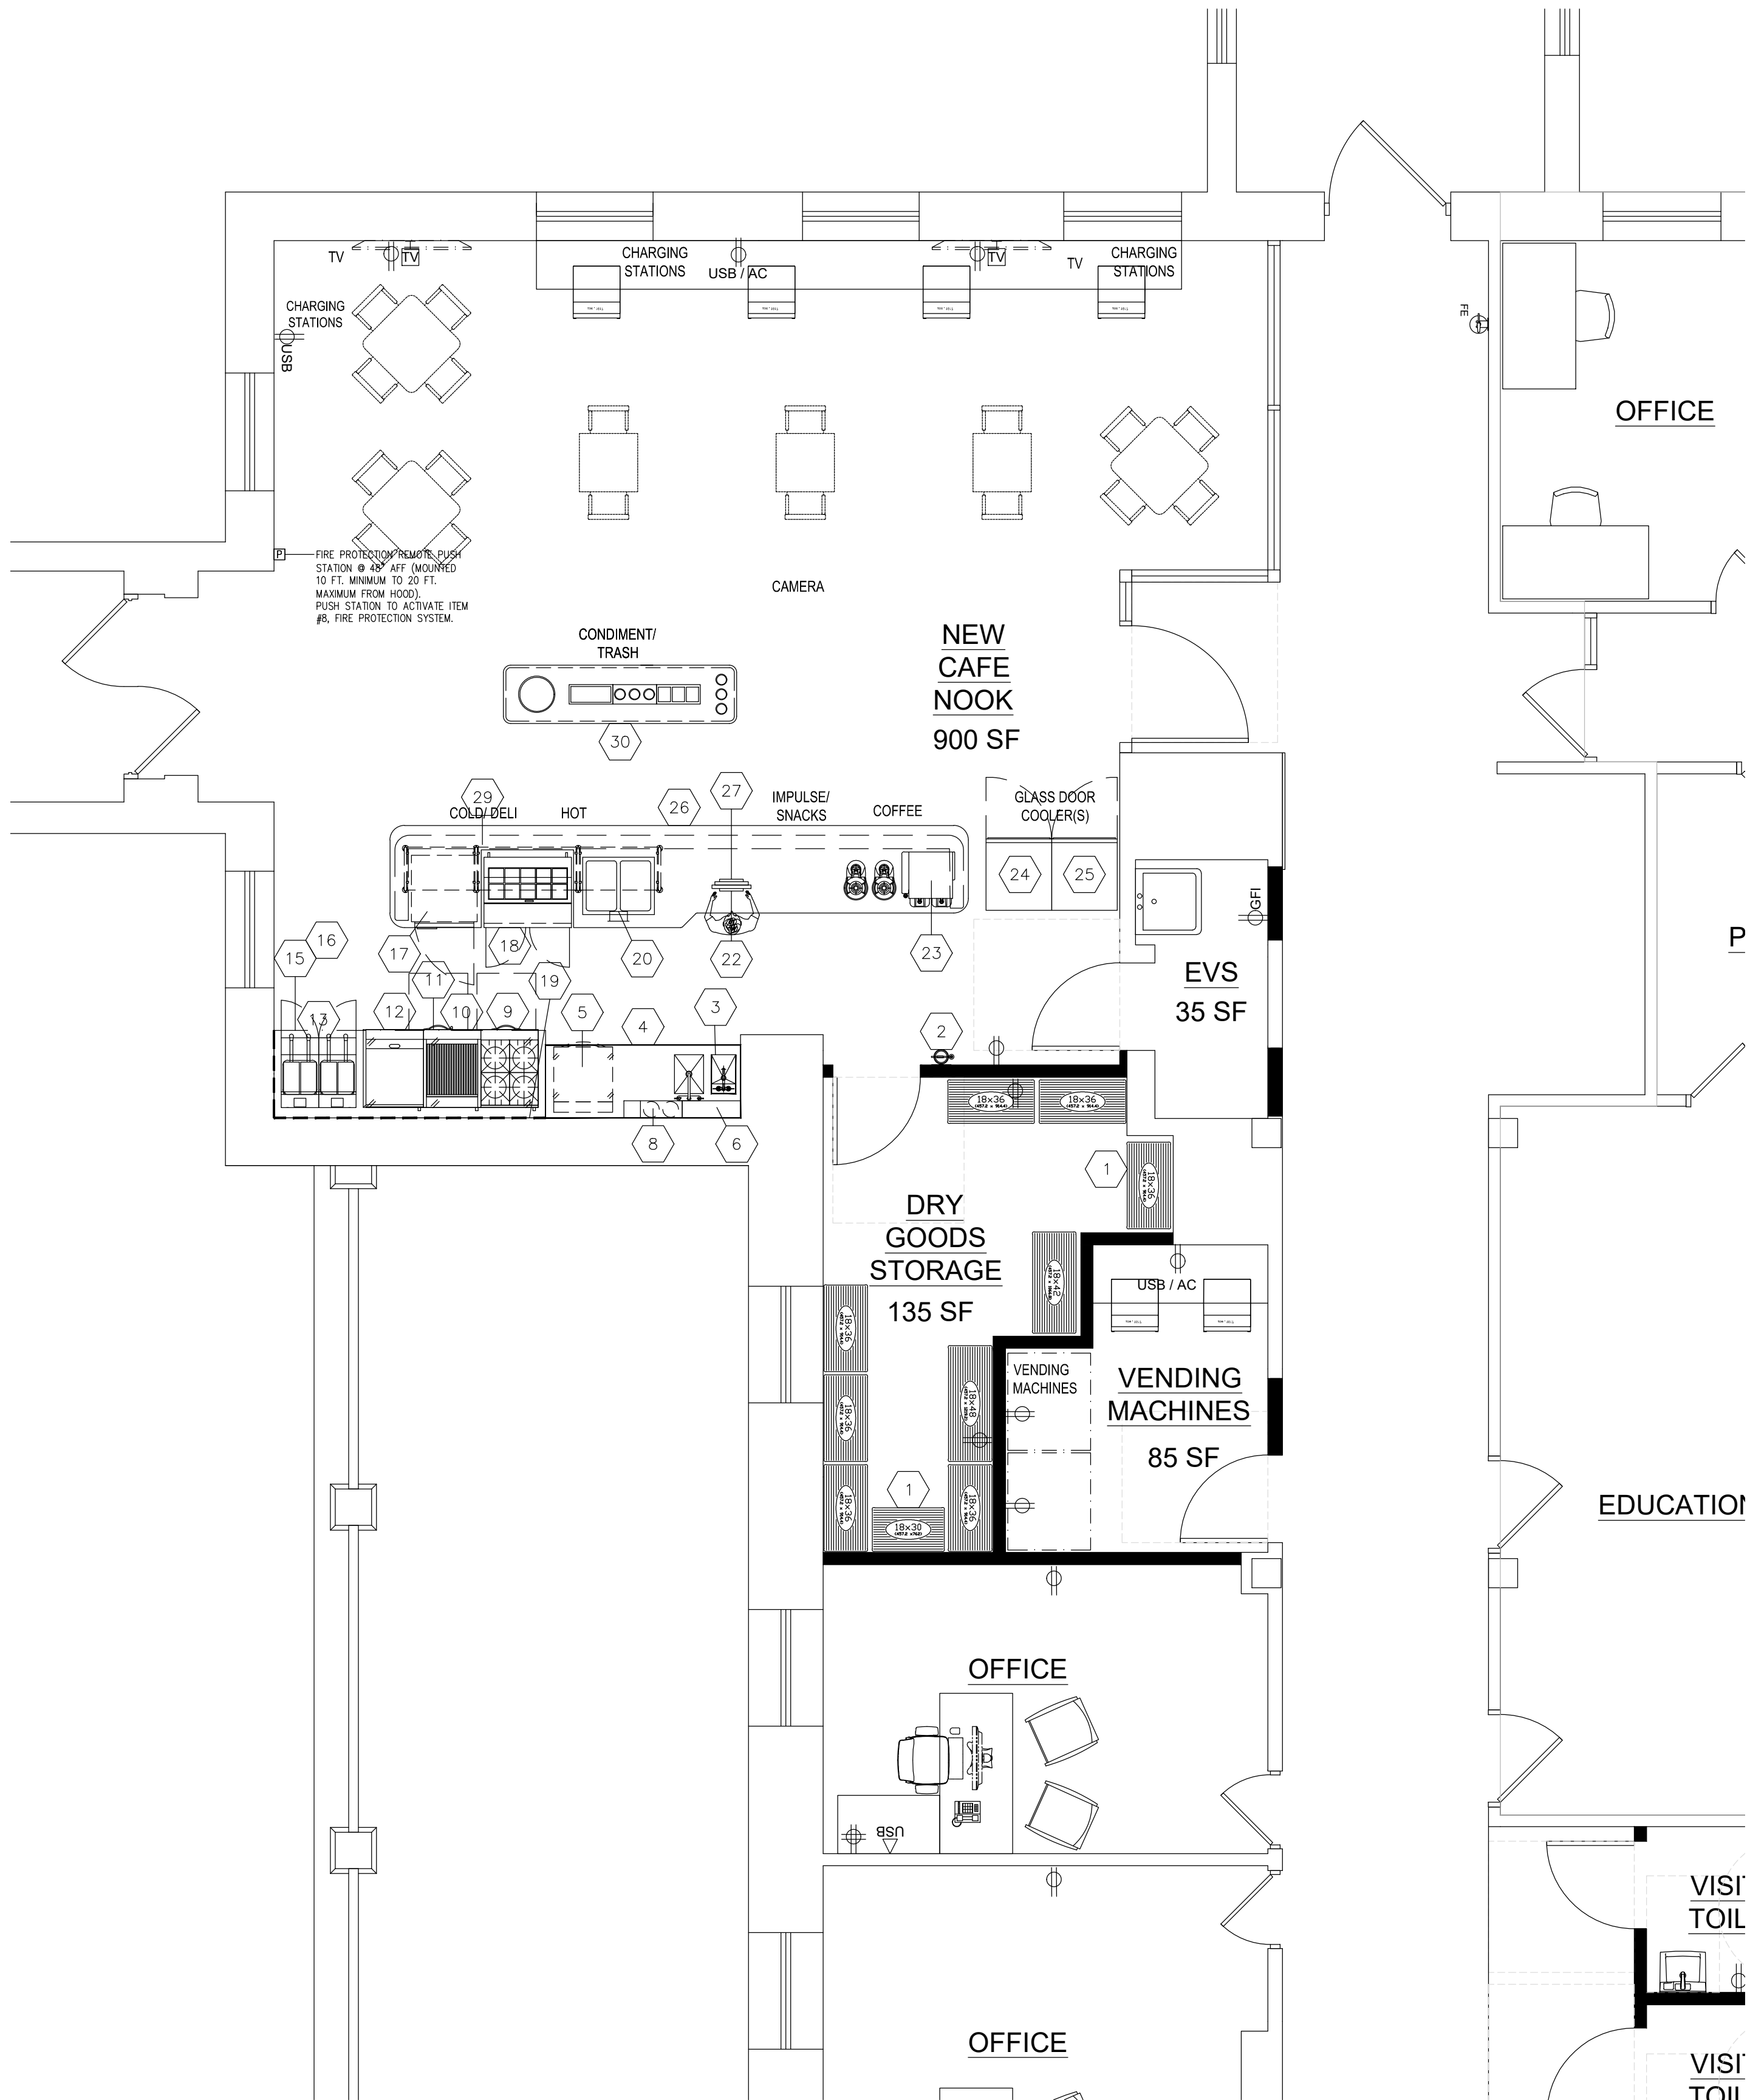 TV
TV
CHARGING
STATIONS
USB / AC
TV
TV
CHARGING
STATIONS
CHARGING
STATIONS
USB
FE
OFFICE
P
FIRE PROTECTION REMOTE PUSH
STATION @ 48" AFF (MOUNTED
10 FT. MINIMUM TO 20 FT.
MAXIMUM FROM HOOD).
PUSH STATION TO ACTIVATE ITEM
#8, FIRE PROTECTION SYSTEM.
CAMERA
CONDIMENT/
TRASH
30
NEW
CAFE
NOOK
900 SF
29
COLD/ DELI
HOT
26
27
IMPULSE/
SNACKS
COFFEE
GLASS DOOR
COOLER(S)
24
25
GFI
16
15
17
18
20
22
23
11
19
13
12
10
9
5
4
3
2
8
6
EVS
35 SF
P
18x36
18x36
1
18x36
DRY
GOODS
STORAGE
135 SF
18x42
USB / AC
18x36
18x36
18x36
18x48
18x36
1
18x30
VENDING
MACHINES
VENDING
MACHINES
85 SF
EDUCATION
OFFICE
USB
OFFICE
VISI
TOIL
VISI
TOIL